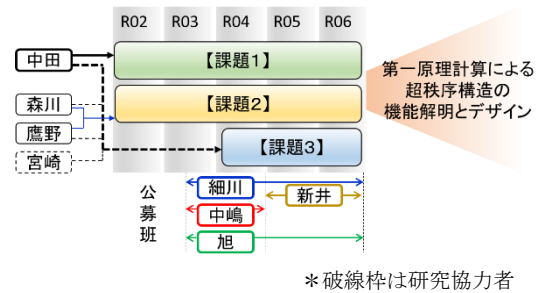 R02 R03 R04 R05 R06
中田
【課題1】
森川
【課題2】
鷹野
宮崎
【課題3】
第一原理計算による
超秩序構造の
機能解明とデザイン
公募班
細川
新井
中嶋
旭
＊破線枠は研究協力者